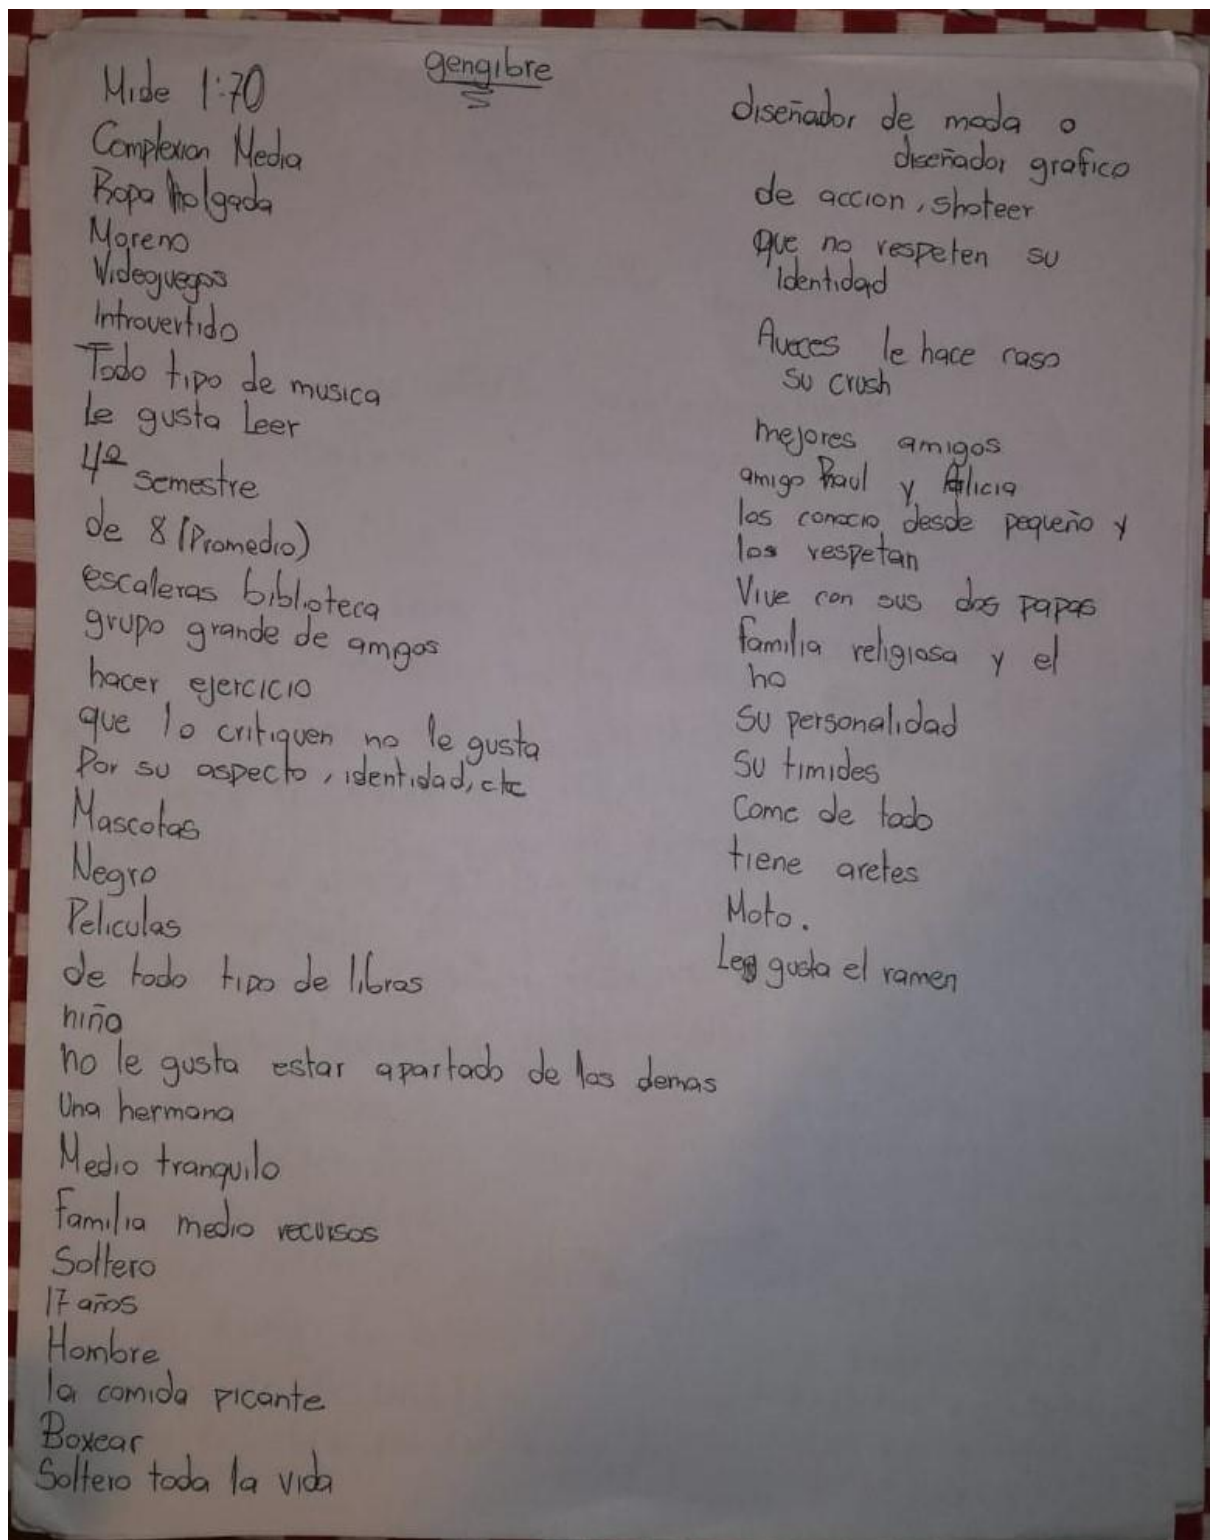 gengibre
Mide 1:70
Complexion Media
Ropa holgada
Moreno
Videoguegos
Introvertido
Todo tipo de musica
le gusta leer
4º semestre
de 8 (Promedio)
escaleras biblioteca
grupo grande de amigos
hacer ejercicio
que lo critiquen no le gusta
Por su aspecto, identidad, etc
Mascotas
Negro
Peliculas
de todo tipo de libros
niña
no le gusta estar apartado de los demas
Una hermana
Medio tranquilo
Familia medio recursos
Soltero
17 años
Hombre
la comida picante
Boxear
Soltero toda la vida
diseñador de moda o
diseñador grafico
de accion, shoteer
que no respeten su
Identidad
Aveces le hace caso
su crush
mejores amigos
amigo Raul y Alicia
los conocio desde pequeño y
los respetan
Vive con sus dos papas
familia religiosa y el
no
Su personalidad
Su timides
Come de todo
tiene aretes
Moto.
Le gusta el ramen